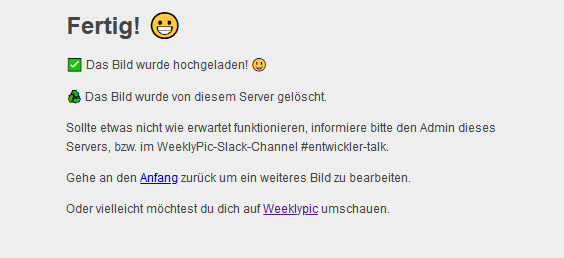 Fertig! 😀
✅ Das Bild wurde hochgeladen! 😀
Das Bild wurde von diesem Server gelöscht.
Sollte etwas nicht wie erwartet funktionieren, informiere bitte den Admin dieses
Servers, bzw. im WeeklyPic-Slack-Channel #entwickler-talk.
Gehe an den Anfang zurück um ein weiteres Bild zu bearbeiten.
Oder vielleicht möchtest du dich auf Weeklypic umschauen.